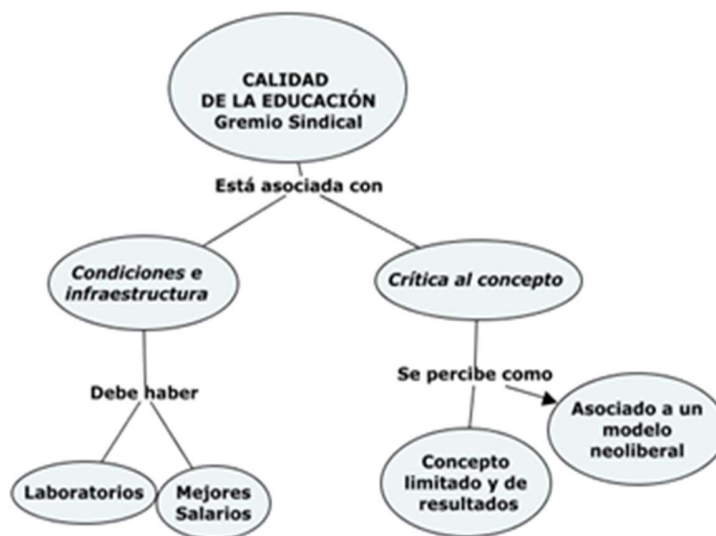 CALIDAD
DE LA EDUCACIÓN
Gremio Sindical
Está asociada con
Condiciones e
infraestructura
Crítica al concepto
Debe haber
Se percibe como
Laboratorios
Mejores
Salarios
Concepto
limitado y de
resultados
Asociado a un
modelo
neoliberal